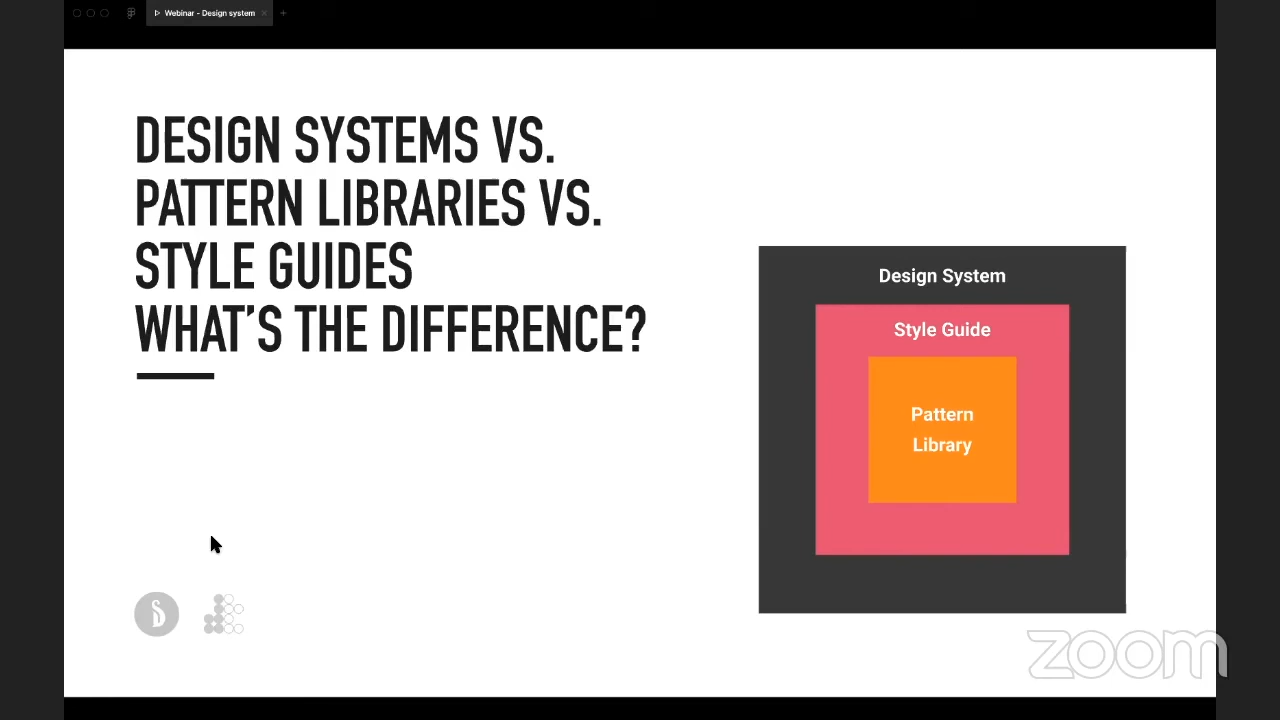 Webinar - Design system
DESIGN SYSTEMS VS.
PATTERN LIBRARIES VS.
STYLE GUIDES
WHAT'S THE DIFFERENCE?
Design System
Style Guide
Pattern
Library
zoom